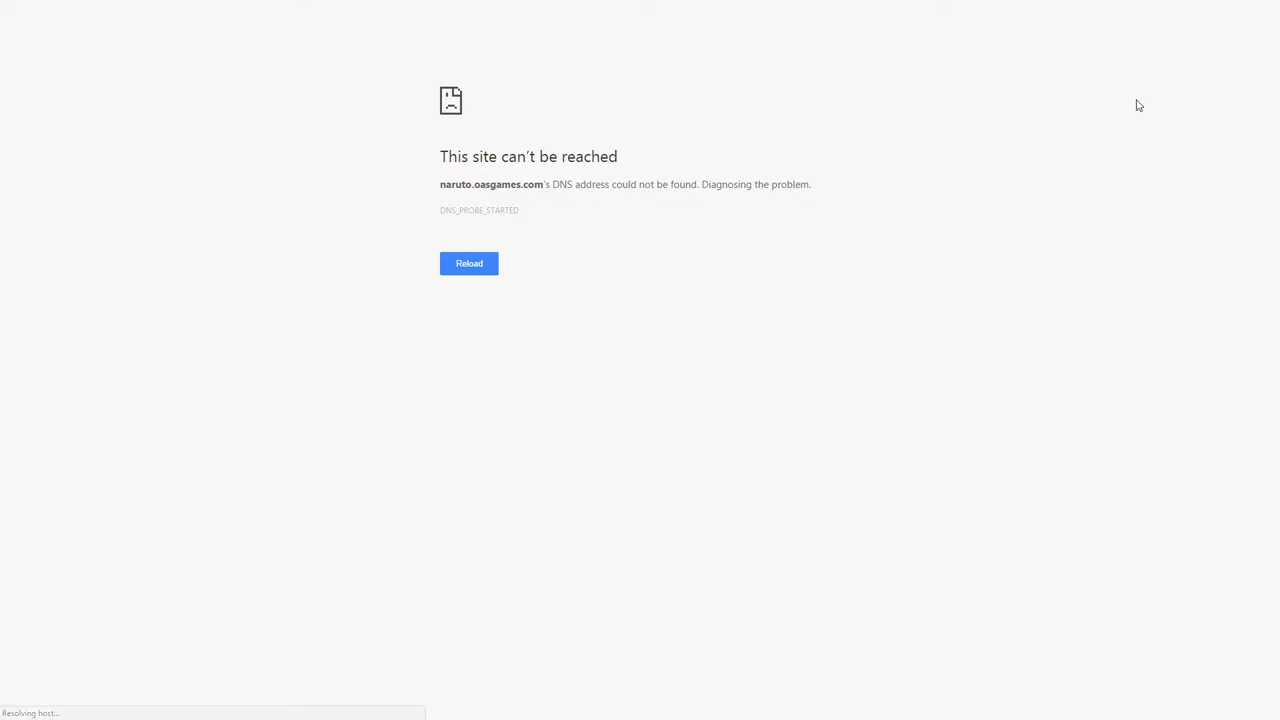 This site can’t be reached
naruto.oasgames.com’s DNS address could not be found. Diagnosing the problem.
DNS_PROBE_STARTED
Reload
Resolving host...